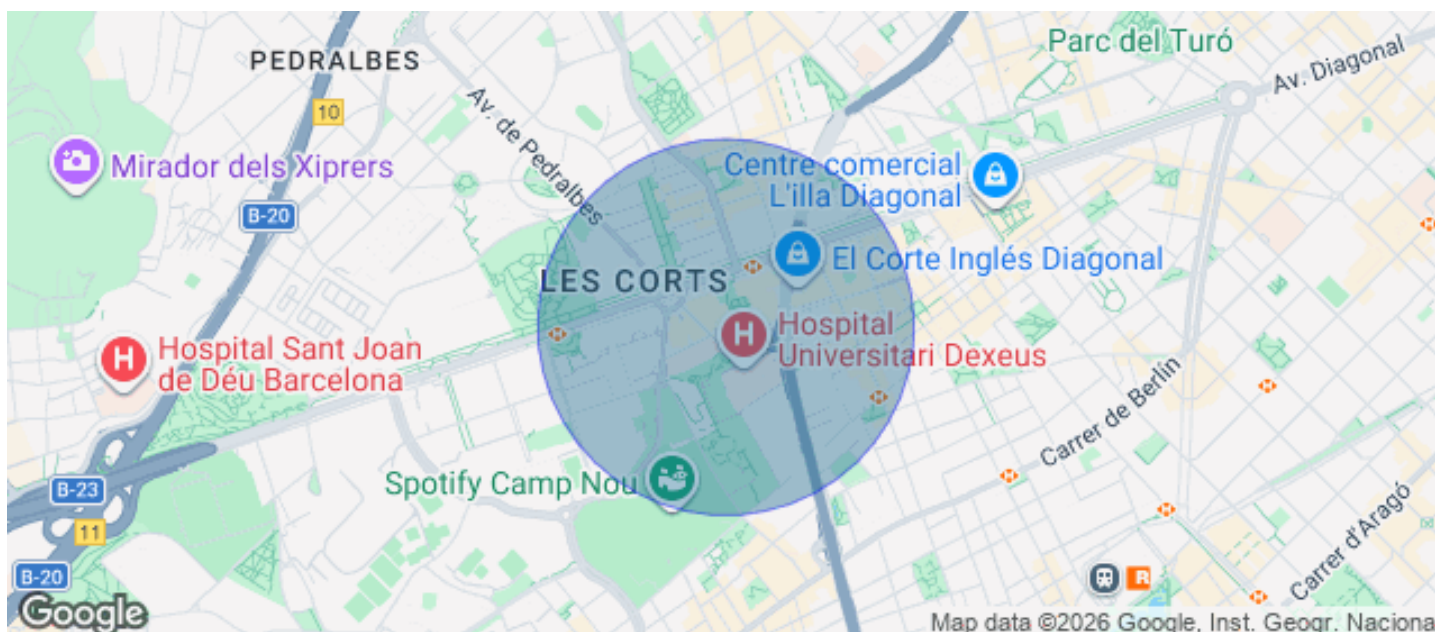 PEDRALBES
Parc del Turó
Av. Diagonal
10
Av. de Pedralbes
Mirador dels Xiprers
Centre comercial
L'illa Diagonal
B-20
El Corte Inglés Diagonal
LES CORTS
H
Hospital
Universitari Dexeus
H
Hospital Sant Joan
de Déu Barcelona
Carrer de Berlín
Spotify Camp Nou
B-23
11
Carrer d'Aragó
B-20
R
Google
Map data ©2026 Google, Inst. Geogr. Naciona